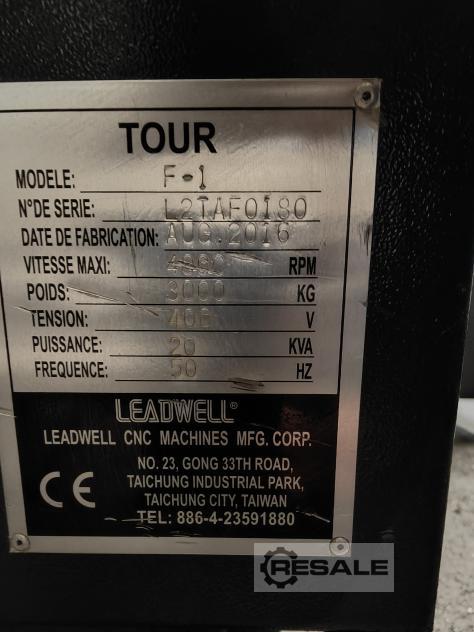 TOUR
MODELE: F-1
N°DE SERIE: L2TAF0180
DATE DE FABRICATION: AUG.2016
VITESSE MAXI: 4000 RPM
POIDS: 3000 KG
TENSION: 400 V
PUISSANCE: 20 KVA
FREQUENCE: 50 HZ
LEADWELL®
LEADWELL CNC MACHINES MFG. CORP.
NO. 23, GONG 33TH ROAD,
TAICHUNG INDUSTRIAL PARK,
TAICHUNG CITY, TAIWAN
TEL: 886-4-23591880
CE
RESALE